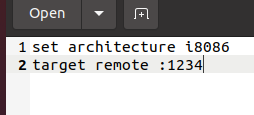 Open
1 set architecture i8086
2 target remote :1234